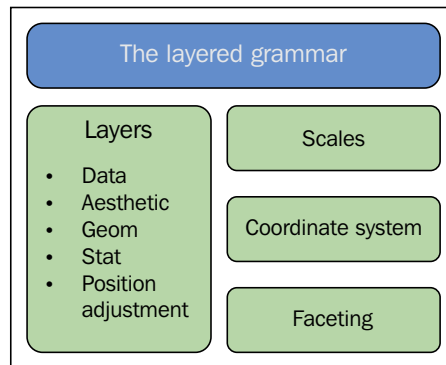 The layered grammar
Layers
• Data
• Aesthetic
• Geom
• Stat
• Position
adjustment
Scales
Coordinate system
Faceting